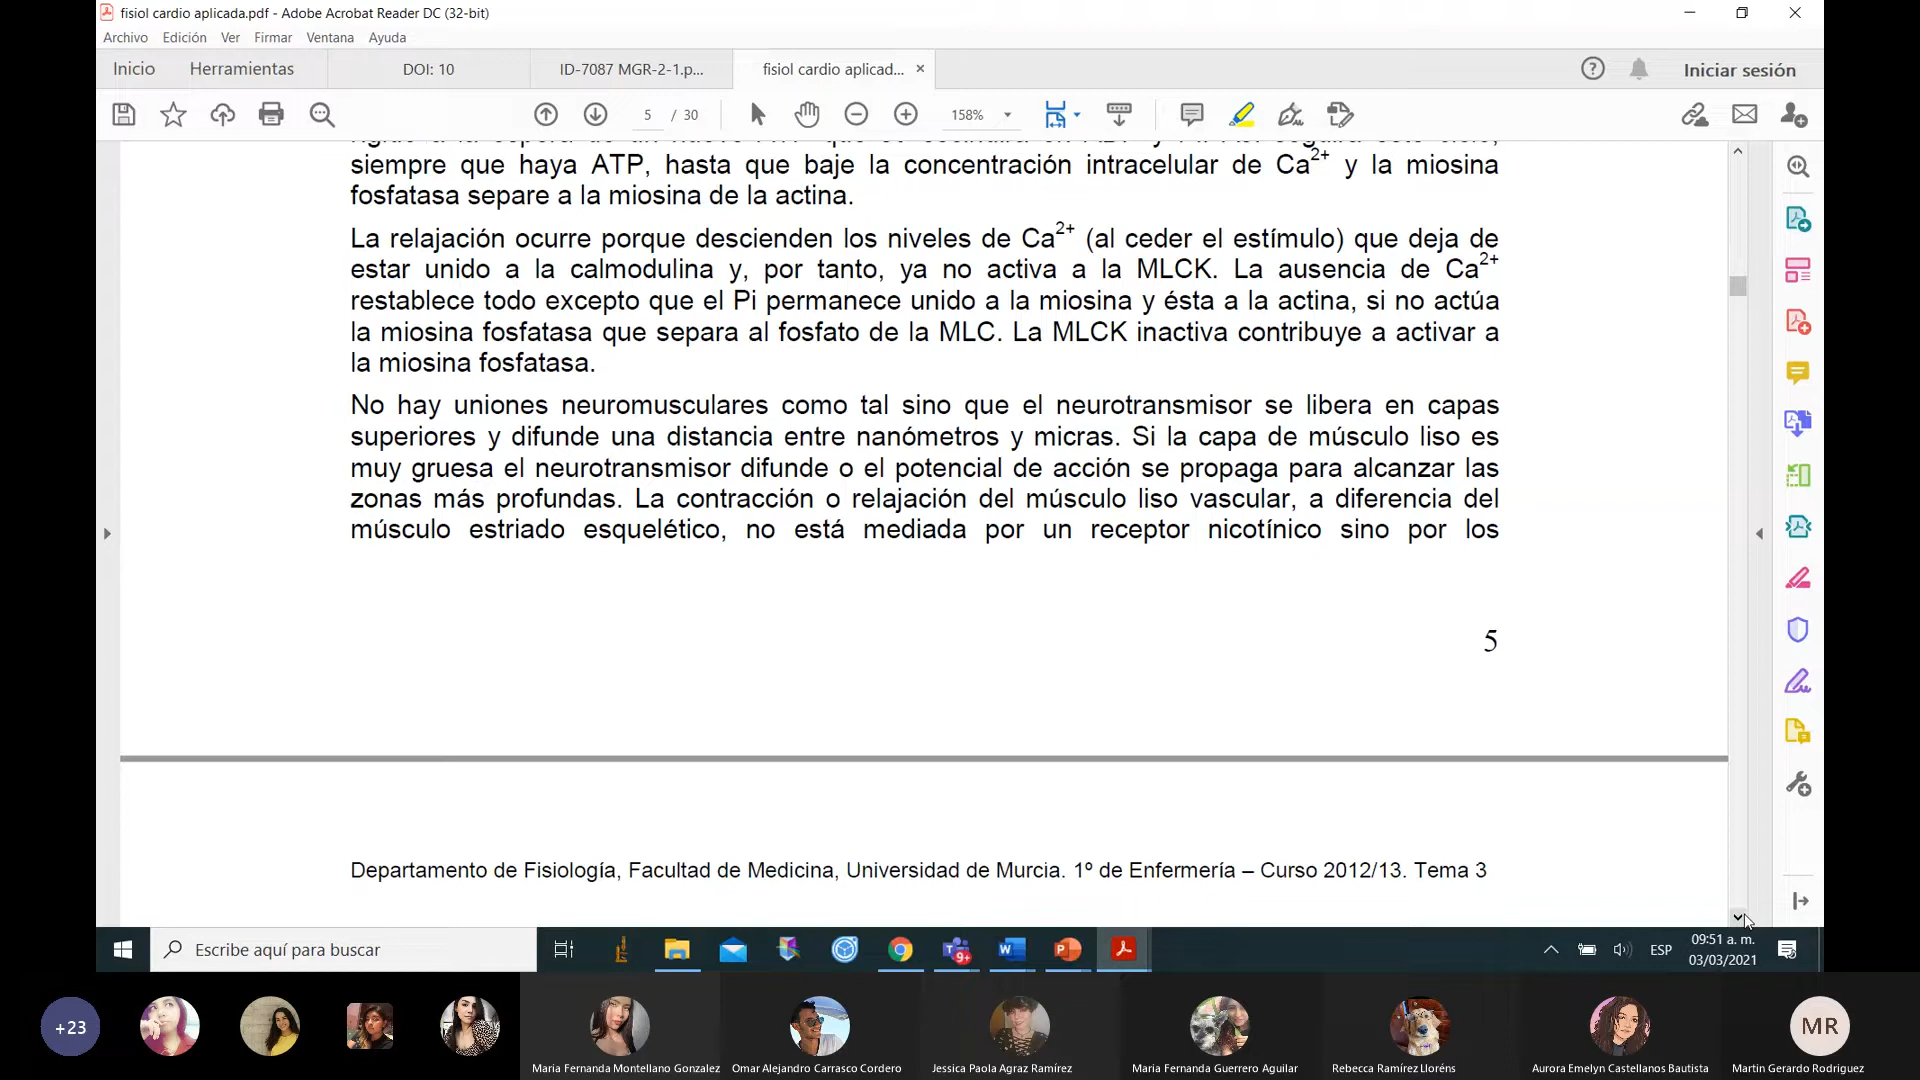 fisiol cardio aplicada.pdf - Adobe Acrobat Reader DC (32-bit)
Archivo Edición Ver Firmar Ventana Ayuda
Inicio Herramientas DOI: 10 ID-7087 MGR-2-1.p... fisiol cardio aplicad... × Iniciar sesión
5 / 30 158%
siempre que haya ATP, hasta que baje la concentración intracelular de Ca2+ y la miosina
fosfatasa separe a la miosina de la actina.
La relajación ocurre porque descienden los niveles de Ca2+ (al ceder el estímulo) que deja de
estar unido a la calmodulina y, por tanto, ya no activa a la MLCK. La ausencia de Ca2+
restablece todo excepto que el Pi permanece unido a la miosina y ésta a la actina, si no actúa
la miosina fosfatasa que separa al fosfato de la MLC. La MLCK inactiva contribuye a activar a
la miosina fosfatasa.
No hay uniones neuromusculares como tal sino que el neurotransmisor se libera en capas
superiores y difunde una distancia entre nanómetros y micras. Si la capa de músculo liso es
muy gruesa el neurotransmisor difunde o el potencial de acción se propaga para alcanzar las
zonas más profundas. La contracción o relajación del músculo liso vascular, a diferencia del
músculo estriado esquelético, no está mediada por un receptor nicotínico sino por los
5
Departamento de Fisiología, Facultad de Medicina, Universidad de Murcia. 1º de Enfermería – Curso 2012/13. Tema 3
Escribe aquí para buscar 9+ ESP 09:51 a. m.
03/03/2021
+23 MR
Maria Fernanda Montellano Gonzalez Omar Alejandro Carrasco Cordero Jessica Paola Agraz Ramírez Maria Fernanda Guerrero Aguilar Rebecca Ramírez Lloréns Aurora Emelyn Castellanos Bautista Martin Gerardo Rodriguez